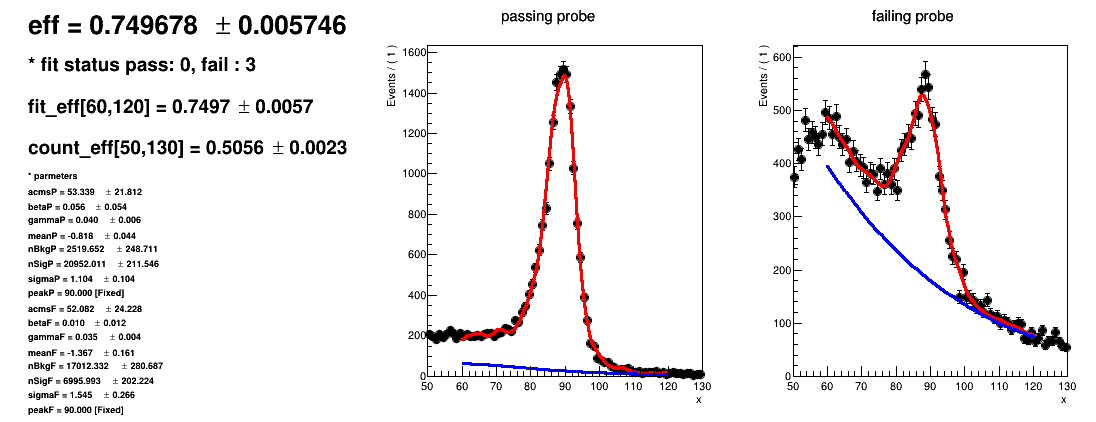 eff = 0.749678 ± 0.005746
* fit status pass: 0, fail : 3
fit_eff[60,120] = 0.7497 ± 0.0057
count_eff[50,130] = 0.5056 ± 0.0023
* parmeters
acmsP = 53.339 ± 21.812
betaP = 0.056 ± 0.054
gammaP = 0.040 ± 0.006
meanP = -0.818 ± 0.044
nBkgP = 2519.652 ± 248.711
nSigP = 20952.011 ± 211.546
sigmaP = 1.104 ± 0.104
peakP = 90.000 [Fixed]
acmsF = 52.082 ± 24.228
betaF = 0.010 ± 0.012
gammaF = 0.035 ± 0.004
meanF = -1.367 ± 0.161
nBkgF = 17012.332 ± 280.687
nSigF = 6995.993 ± 202.224
sigmaF = 1.545 ± 0.266
peakF = 90.000 [Fixed]
passing probe
Events / ( 1 )
1600
1400
1200
1000
800
600
400
200
0
50 60 70 80 90 100 110 120 130
x
failing probe
Events / ( 1 )
600
500
400
300
200
100
0
50 60 70 80 90 100 110 120 130
x